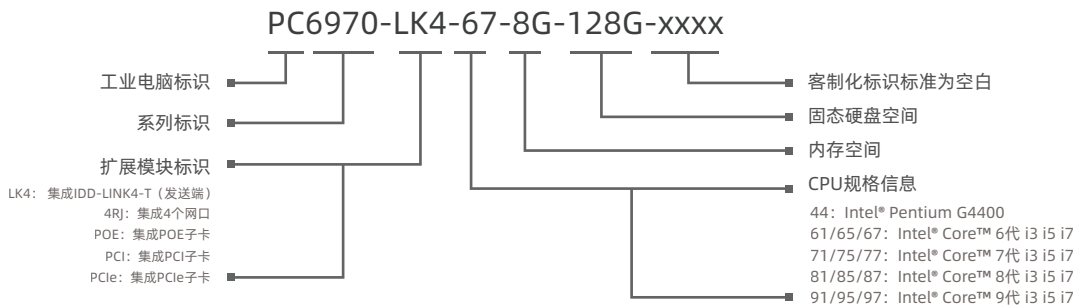 PC6970-LK4-67-8G-128G-xxxx
工业电脑标识
系列标识
扩展模块标识
LK4：集成IDD-LINK4-T（发送端）
4RJ：集成4个网口
POE：集成POE子卡
PCI：集成PCI子卡
PCIe：集成PCIe子卡
客制化标识标准为空白
固态硬盘空间
内存空间
CPU规格信息
44：Intel® Pentium G4400
61/65/67：Intel® Core™ 6代 i3 i5 i7
71/75/77：Intel® Core™ 7代 i3 i5 i7
81/85/87：Intel® Core™ 8代 i3 i5 i7
91/95/97：Intel® Core™ 9代 i3 i5 i7